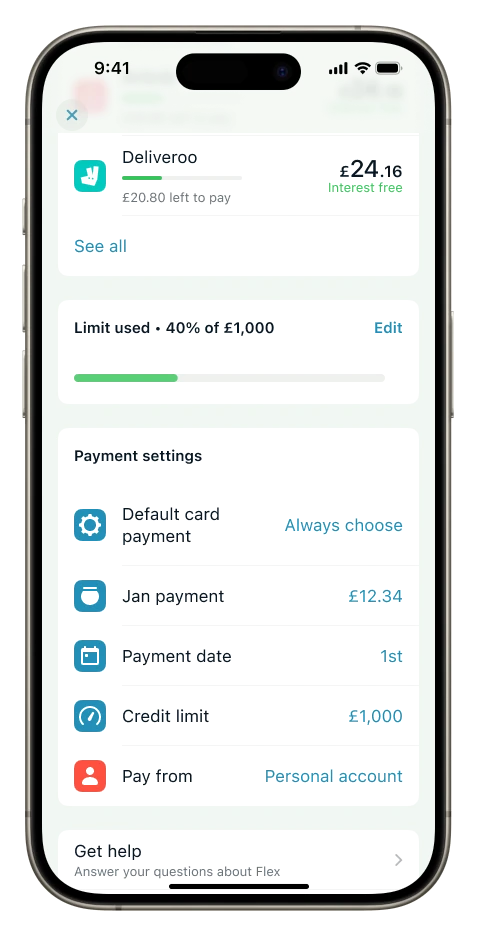 9:41
Deliveroo
£24.16
Interest free
£20.80 left to pay
See all
Limit used • 40% of £1,000
Edit
Payment settings
Default card
payment
Always choose
Jan payment
£12.34
Payment date
1st
Credit limit
£1,000
Pay from
Personal account
Get help
Answer your questions about Flex